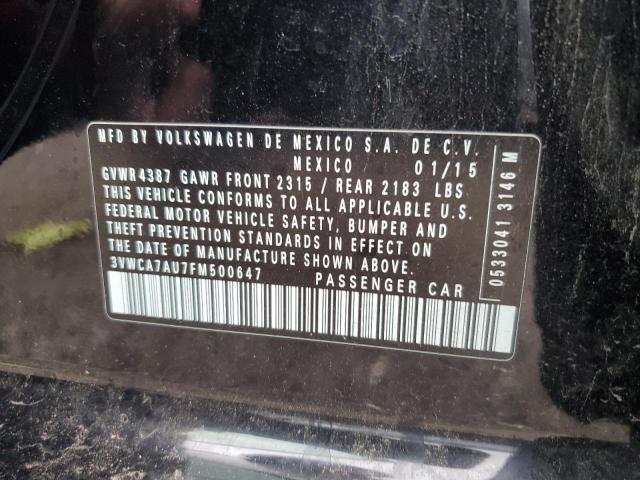 MFD BY VOLKSWAGEN DE MEXICO S.A. DE C.V.
MEXICO 01/15
GVWR4387 GAWR FRONT 2315 / REAR 2183 LBS
THIS VEHICLE CONFORMS TO ALL APPLICABLE U.S.
FEDERAL MOTOR VEHICLE SAFETY, BUMPER AND
THEFT PREVENTION STANDARDS IN EFFECT ON
THE DATE OF MANUFACTURE SHOWN ABOVE.
3VWCA7AU7FM500647 PASSENGER CAR
0533041 3146 M